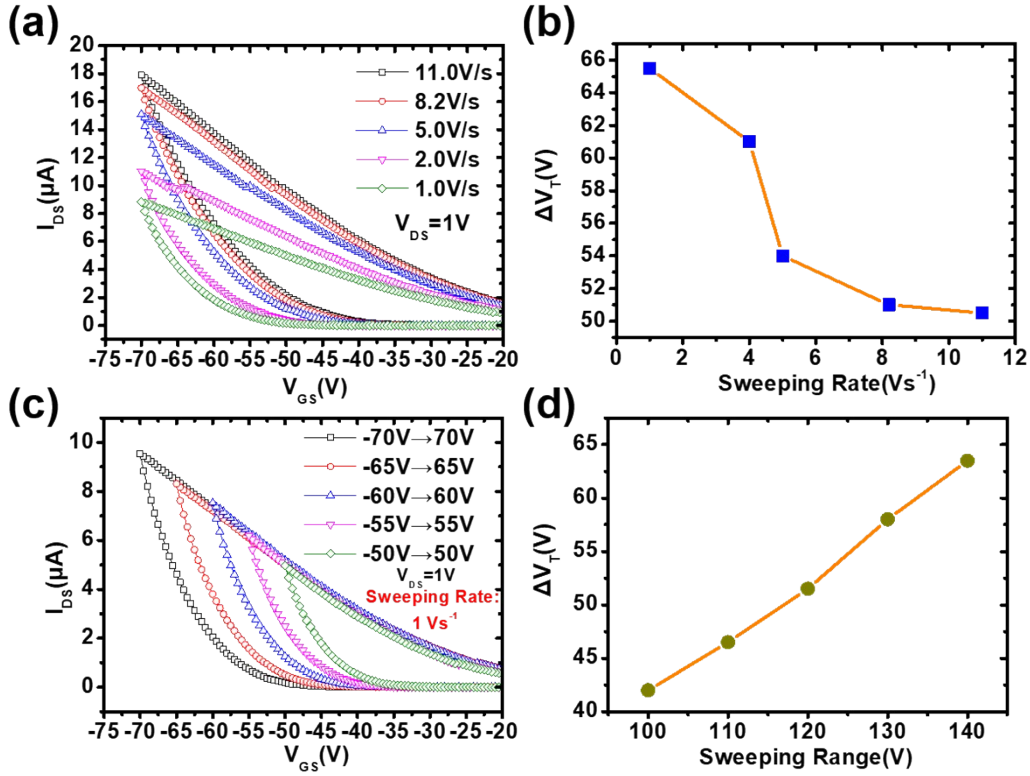 (a)
20
18
16
14
12
10
8
6
4
2
0
I_DS(μA)
11.0V/s
8.2V/s
5.0V/s
2.0V/s
1.0V/s
V_DS=1V
-75 -70 -65 -60 -55 -50 -45 -40 -35 -30 -25 -20
V_GS(V)
(b)
66
64
62
60
58
56
54
52
50
ΔV_T(V)
0 2 4 6 8 10 12
Sweeping Rate(Vs⁻¹)
(c)
10
8
6
4
2
0
I_DS(μA)
-70V→70V
-65V→65V
-60V→60V
-55V→55V
-50V→50V
V_DS=1V
Sweeping Rate:
1 Vs⁻¹
-75 -70 -65 -60 -55 -50 -45 -40 -35 -30 -25 -20
V_GS(V)
(d)
65
60
55
50
45
40
ΔV_T(V)
100 110 120 130 140
Sweeping Range(V)